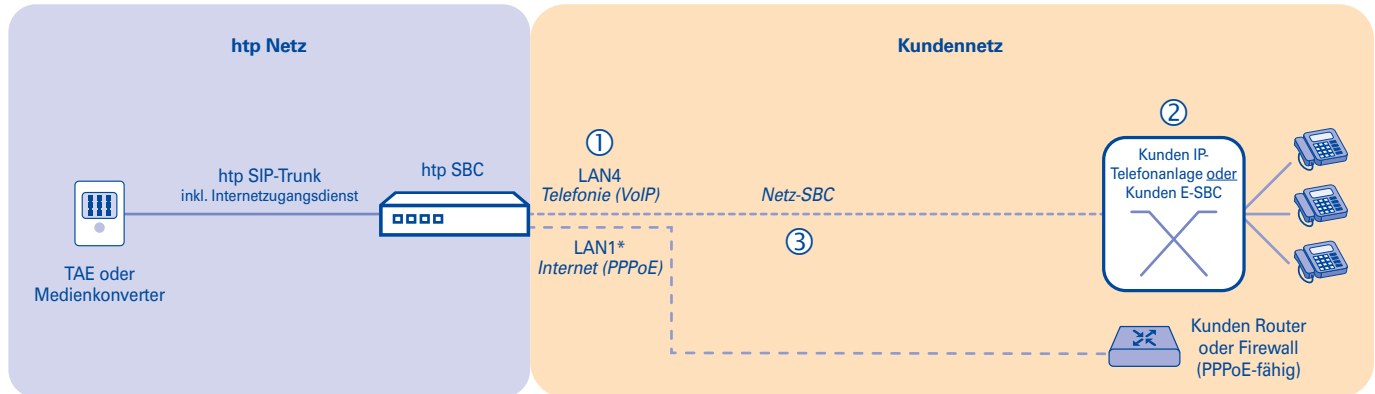 htp Netz
Kundennetz
①
②
htp SIP-Trunk
inkl. Internetzugangsdienst
htp SBC
LAN4
Telefonie (VoIP)
Netz-SBC
③
Kunden IP-
Telefonanlage oder
Kunden E-SBC
LAN1*
Internet (PPPoE)
TAE oder
Medienkonverter
Kunden Router
oder Firewall
(PPPoE-fähig)